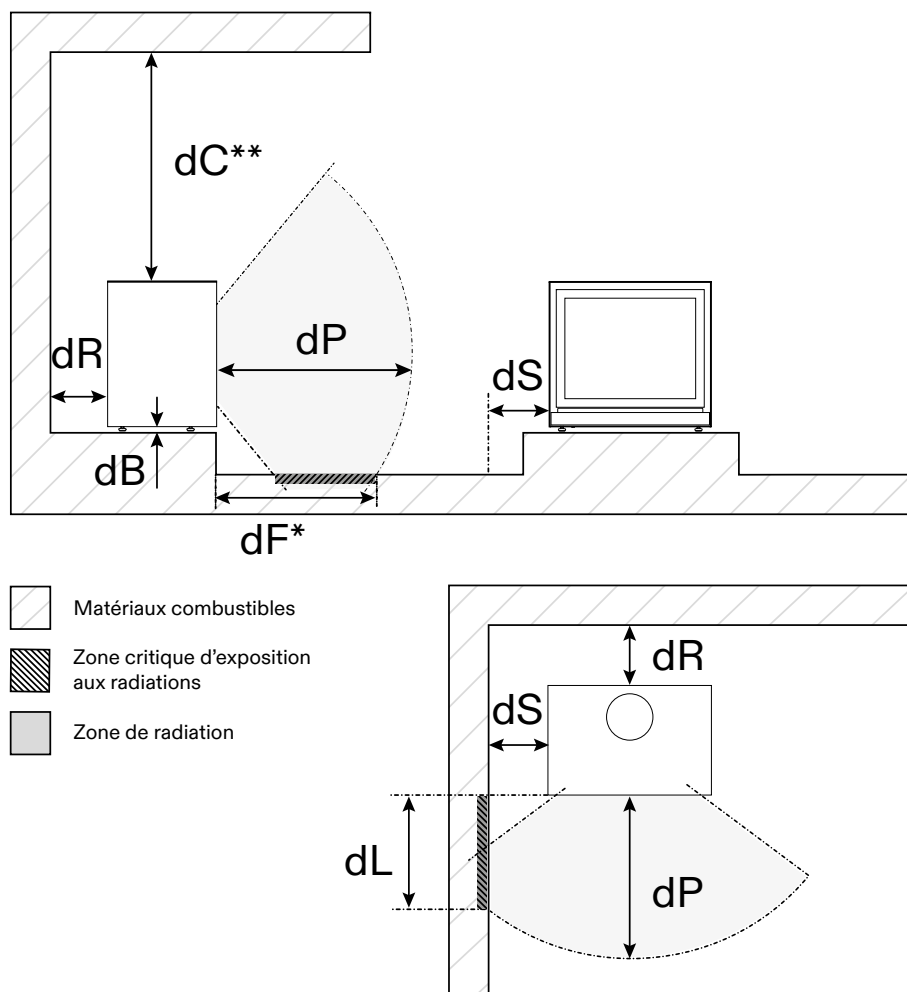 dC**
dR
dP
dS
dB
dF*
Matériaux combustibles
Zone critique d'exposition
aux radiations
Zone de radiation
dR
dS
dL
dP